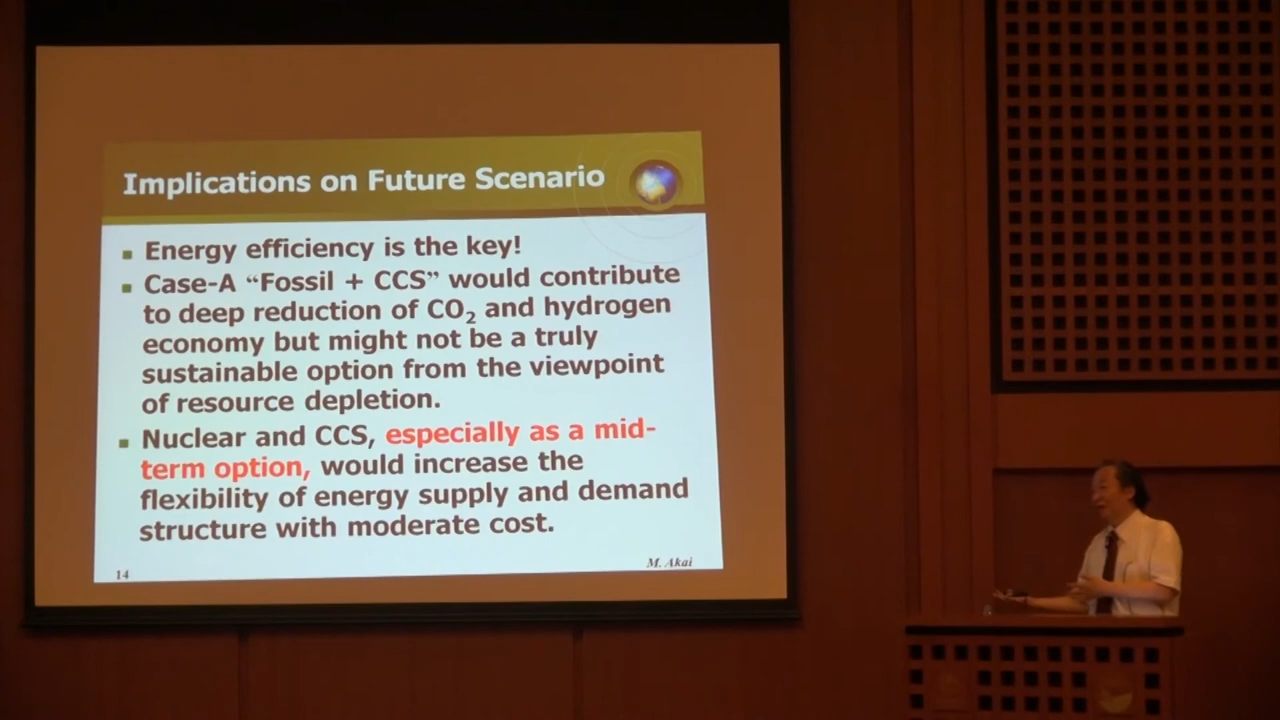 Implications on Future Scenario
Energy efficiency is the key!
Case-A “Fossil + CCS” would contribute
to deep reduction of CO₂ and hydrogen
economy but might not be a truly
sustainable option from the viewpoint
of resource depletion.
Nuclear and CCS, especially as a mid-
term option, would increase the
flexibility of energy supply and demand
structure with moderate cost.
14
M. Akai